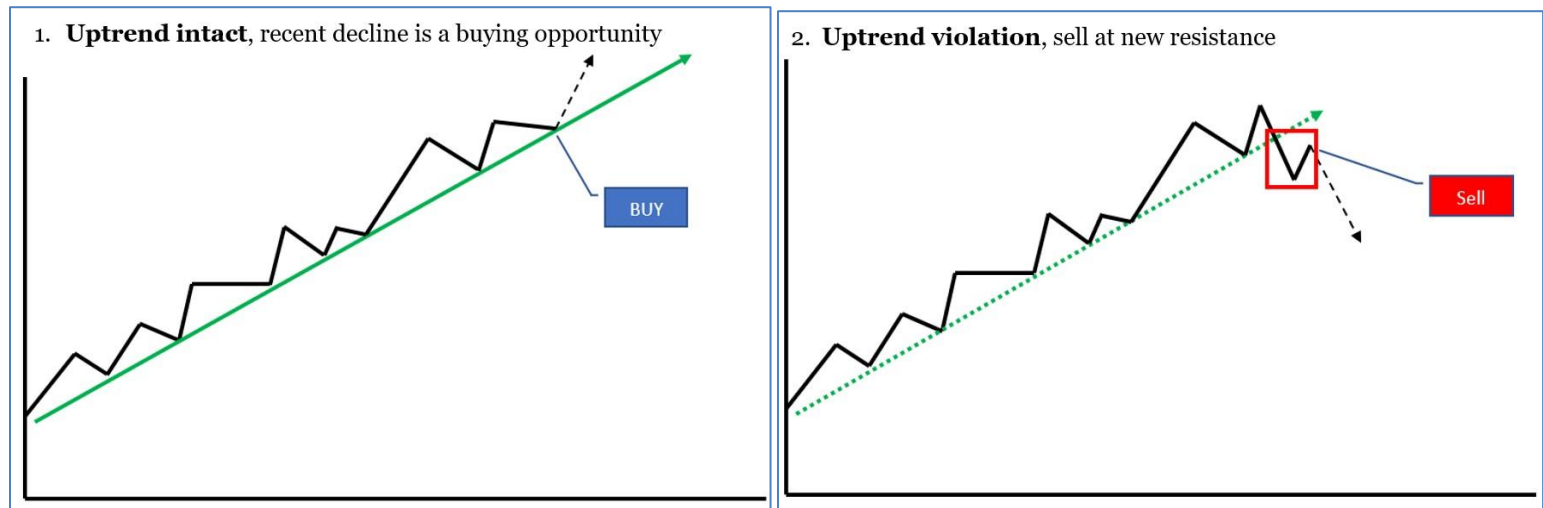 1. Uptrend intact, recent decline is a buying opportunity
BUY
2. Uptrend violation, sell at new resistance
Sell